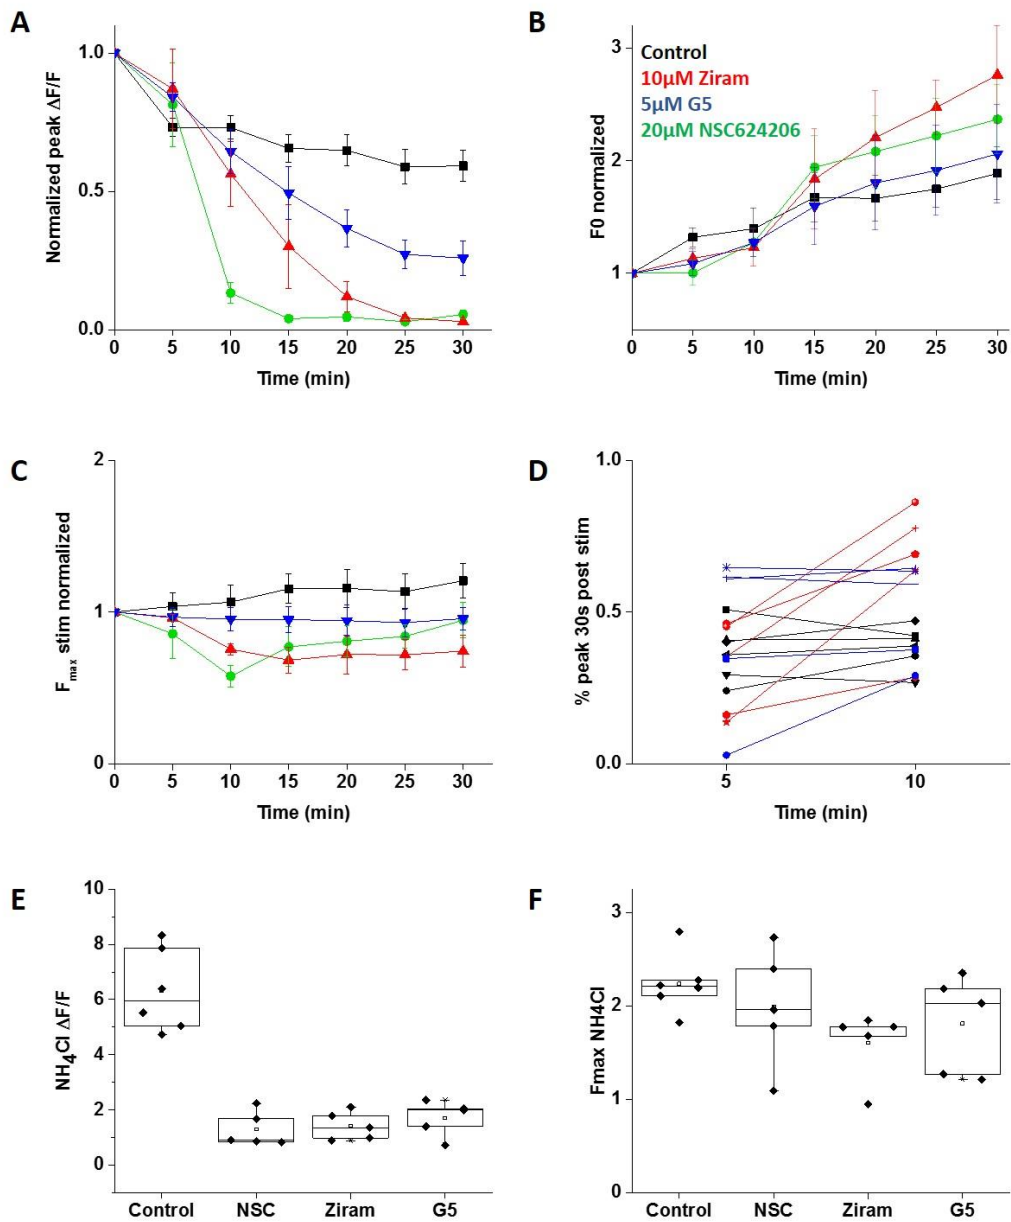 A
Normalized peak ΔF/F
1.0
0.5
0.0
0 5 10 15 20 25 30
Time (min)
B
F0 normalized
3
2
1
Control
10µM Ziram
5µM G5
20µM NSC624206
0 5 10 15 20 25 30
Time (min)
C
Fmax stim normalized
2
1
0
0 5 10 15 20 25 30
Time (min)
D
% peak 30s post stim
1.0
0.5
0.0
5 10
Time (min)
E
NH4Cl ΔF/F
10
8
6
4
2
0
Control NSC Ziram G5
F
Fmax NH4Cl
3
2
1
0
Control NSC Ziram G5